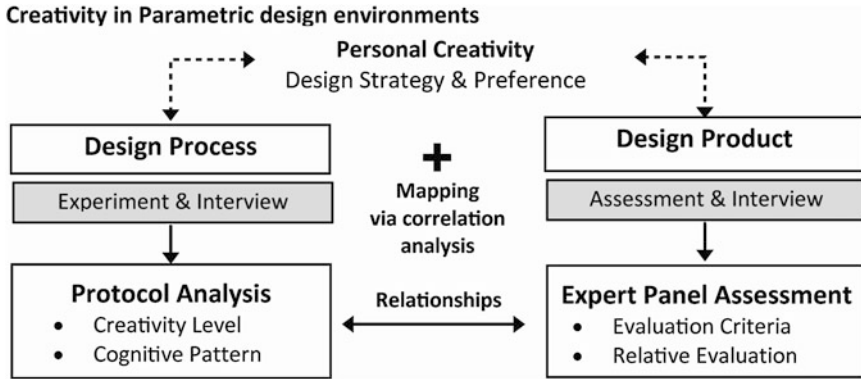 Creativity in Parametric design environments
Personal Creativity
Design Strategy & Preference
Design Process
Experiment & Interview
Design Product
Assessment & Interview
+
Mapping
via correlation
analysis
Protocol Analysis
• Creativity Level
• Cognitive Pattern
Relationships
Expert Panel Assessment
• Evaluation Criteria
• Relative Evaluation